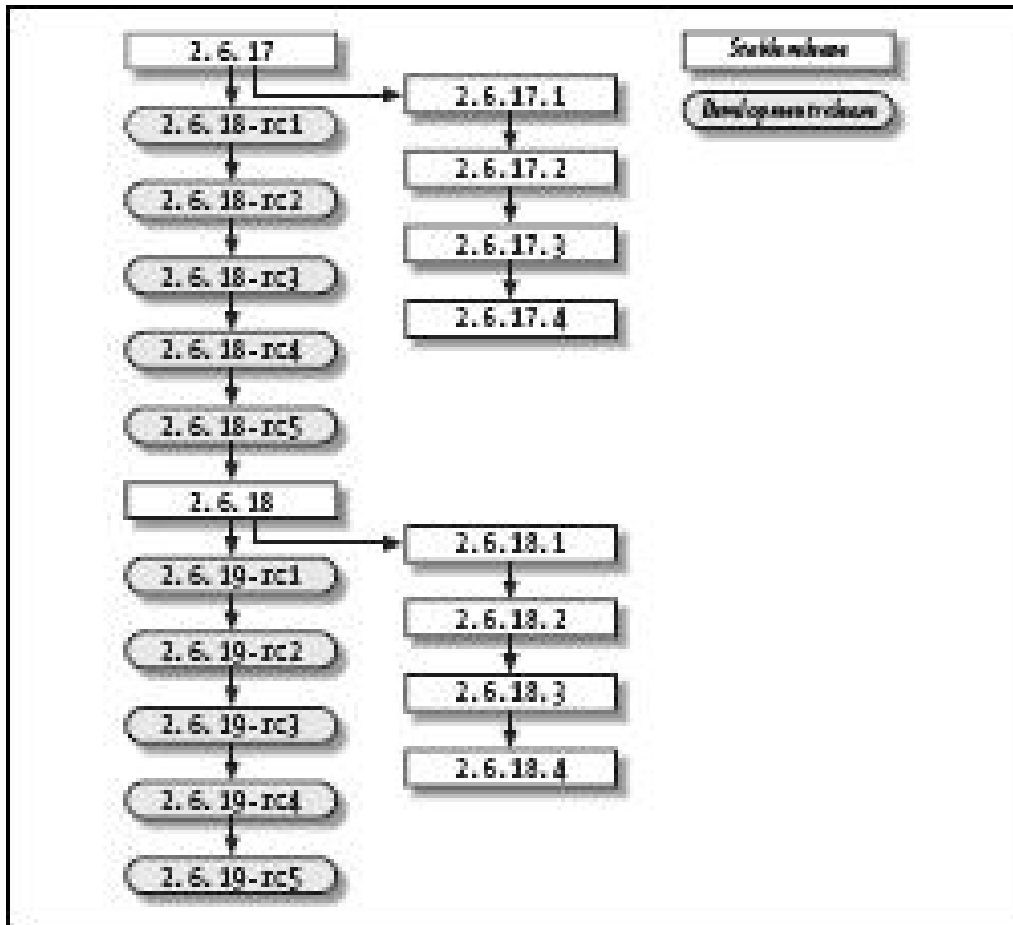 2.6.17
Stable release
2.6.17.1
Development release
2.6.18-rc1
2.6.17.2
2.6.18-rc2
2.6.17.3
2.6.18-rc3
2.6.17.4
2.6.18-rc4
2.6.18-rc5
2.6.18
2.6.18.1
2.6.19-rc1
2.6.18.2
2.6.19-rc2
2.6.18.3
2.6.19-rc3
2.6.18.4
2.6.19-rc4
2.6.19-rc5